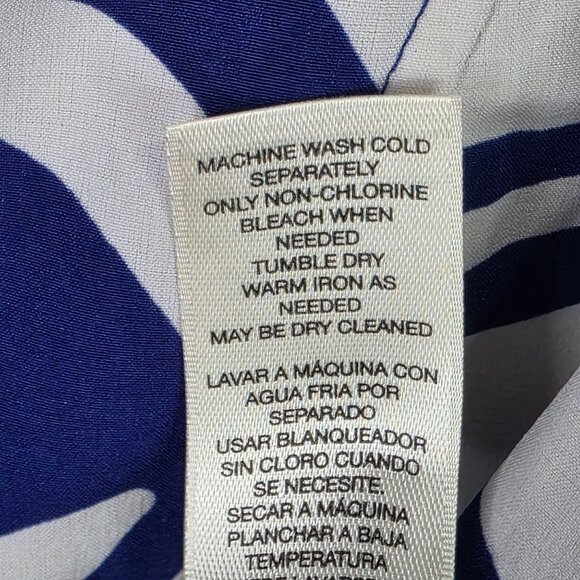 MACHINE WASH COLD
SEPARATELY
ONLY NON-CHLORINE
BLEACH WHEN
NEEDED
TUMBLE DRY
WARM IRON AS
NEEDED
MAY BE DRY CLEANED
LAVAR A MÁQUINA CON
AGUA FRIA POR
SEPARADO
USAR BLANQUEADOR
SIN CLORO CUANDO
SE NECESITE.
SECAR A MÁQUINA
PLANCHAR A BAJA
TEMPERATURA